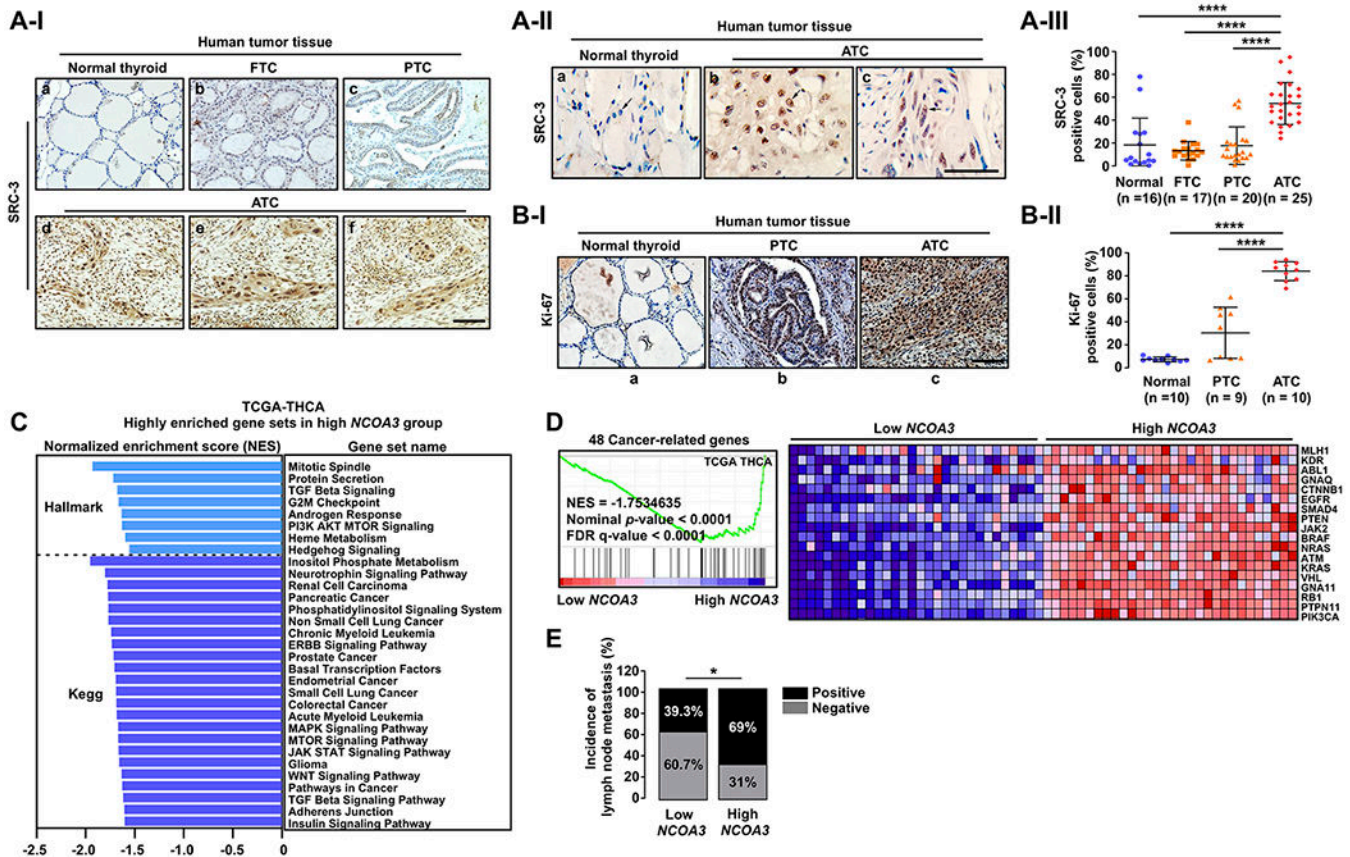 A-I
Human tumor tissue
Normal thyroid FTC PTC
a b c
SRC-3
ATC
d e f
A-II
Human tumor tissue
Normal thyroid ATC
a b c
SRC-3
A-III
****
****
****
SRC-3
positive cells (%)
100
80
60
40
20
0
Normal FTC PTC ATC
(n =16) (n = 17) (n = 20) (n = 25)
B-I
Human tumor tissue
Normal thyroid PTC ATC
Ki-67
a b c
B-II
****
****
Ki-67
positive cells (%)
100
80
60
40
20
0
Normal PTC ATC
(n =10) (n = 9) (n = 10)
C
TCGA-THCA
Highly enriched gene sets in high NCOA3 group
Normalized enrichment score (NES) Gene set name
Hallmark
Mitotic Spindle
Protein Secretion
TGF Beta Signaling
G2M Checkpoint
Androgen Response
PI3K AKT MTOR Signaling
Heme Metabolism
Hedgehog Signaling
Kegg
Inositol Phosphate Metabolism
Neurotrophin Signaling Pathway
Renal Cell Carcinoma
Pancreatic Cancer
Phosphatidylinositol Signaling System
Non Small Cell Lung Cancer
Chronic Myeloid Leukemia
ERBB Signaling Pathway
Prostate Cancer
Basal Transcription Factors
Endometrial Cancer
Small Cell Lung Cancer
Colorectal Cancer
Acute Myeloid Leukemia
MAPK Signaling Pathway
MTOR Signaling Pathway
JAK STAT Signaling Pathway
Glioma
WNT Signaling Pathway
Pathways in Cancer
TGF Beta Signaling Pathway
Adherens Junction
Insulin Signaling Pathway
-2.5 -2.0 -1.5 -1.0 -0.5 0
D
48 Cancer-related genes
TCGA THCA
NES = -1.7534635
Nominal p-value < 0.0001
FDR q-value < 0.0001
Low NCOA3 High NCOA3
Low NCOA3 High NCOA3
MLH1
KDR
ABL1
GNAQ
CTNNB1
EGFR
SMAD4
PTEN
JAK2
BRAF
NRAS
ATM
KRAS
VHL
GNA11
RB1
PTPN11
PIK3CA
E
Incidence of
lymph node metastasis (%)
120
100
80
60
40
20
0
*
39.3% 69%
60.7% 31%
Low
NCOA3
High
NCOA3
Positive
Negative